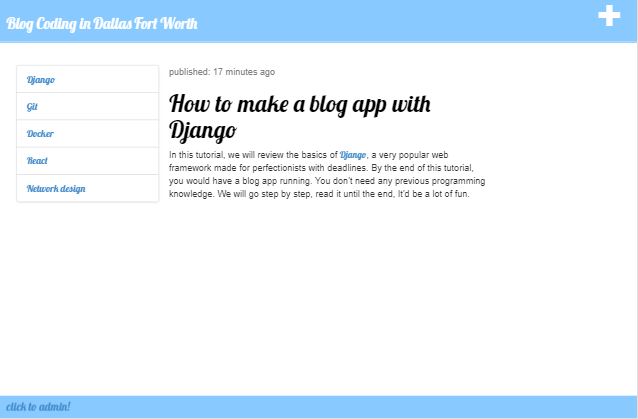 Blog Coding in Dallas Fort Worth
Django
Git
Docker
React
Network design
published: 17 minutes ago
How to make a blog app with
Django
In this tutorial, we will review the basics of Django, a very popular web
framework made for perfectionists with deadlines. By the end of this tutorial,
you would have a blog app running. You don't need any previous programming
knowledge. We will go step by step, read it until the end, It'd be a lot of fun.
click to admin!